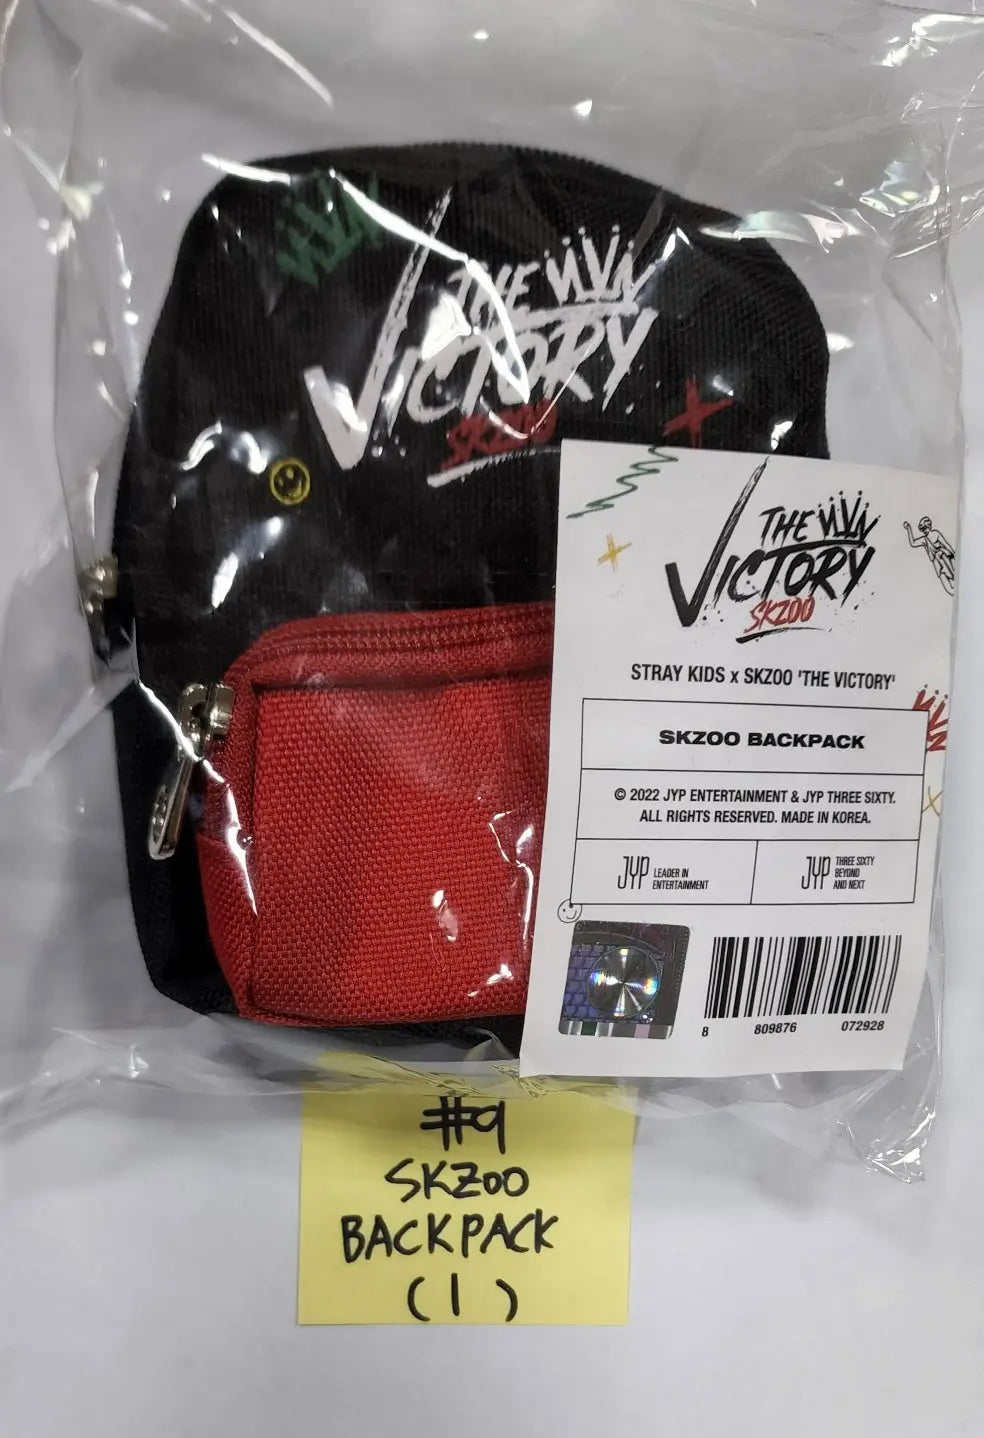 THE
VICTORY
SKZOO
THE
VICTORY
SKZOO
STRAY KIDS x SKZOO 'THE VICTORY'
SKZOO BACKPACK
© 2022 JYP ENTERTAINMENT & JYP THREE SIXTY.
ALL RIGHTS RESERVED. MADE IN KOREA.
JYP LEADER IN
ENTERTAINMENT
JYP THREE SIXTY
BEYOND
AND NEXT
8 809876 072928
#9
SKZOO
BACKPACK
(1)